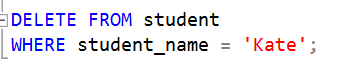 DELETE FROM student
WHERE student_name = 'Kate';